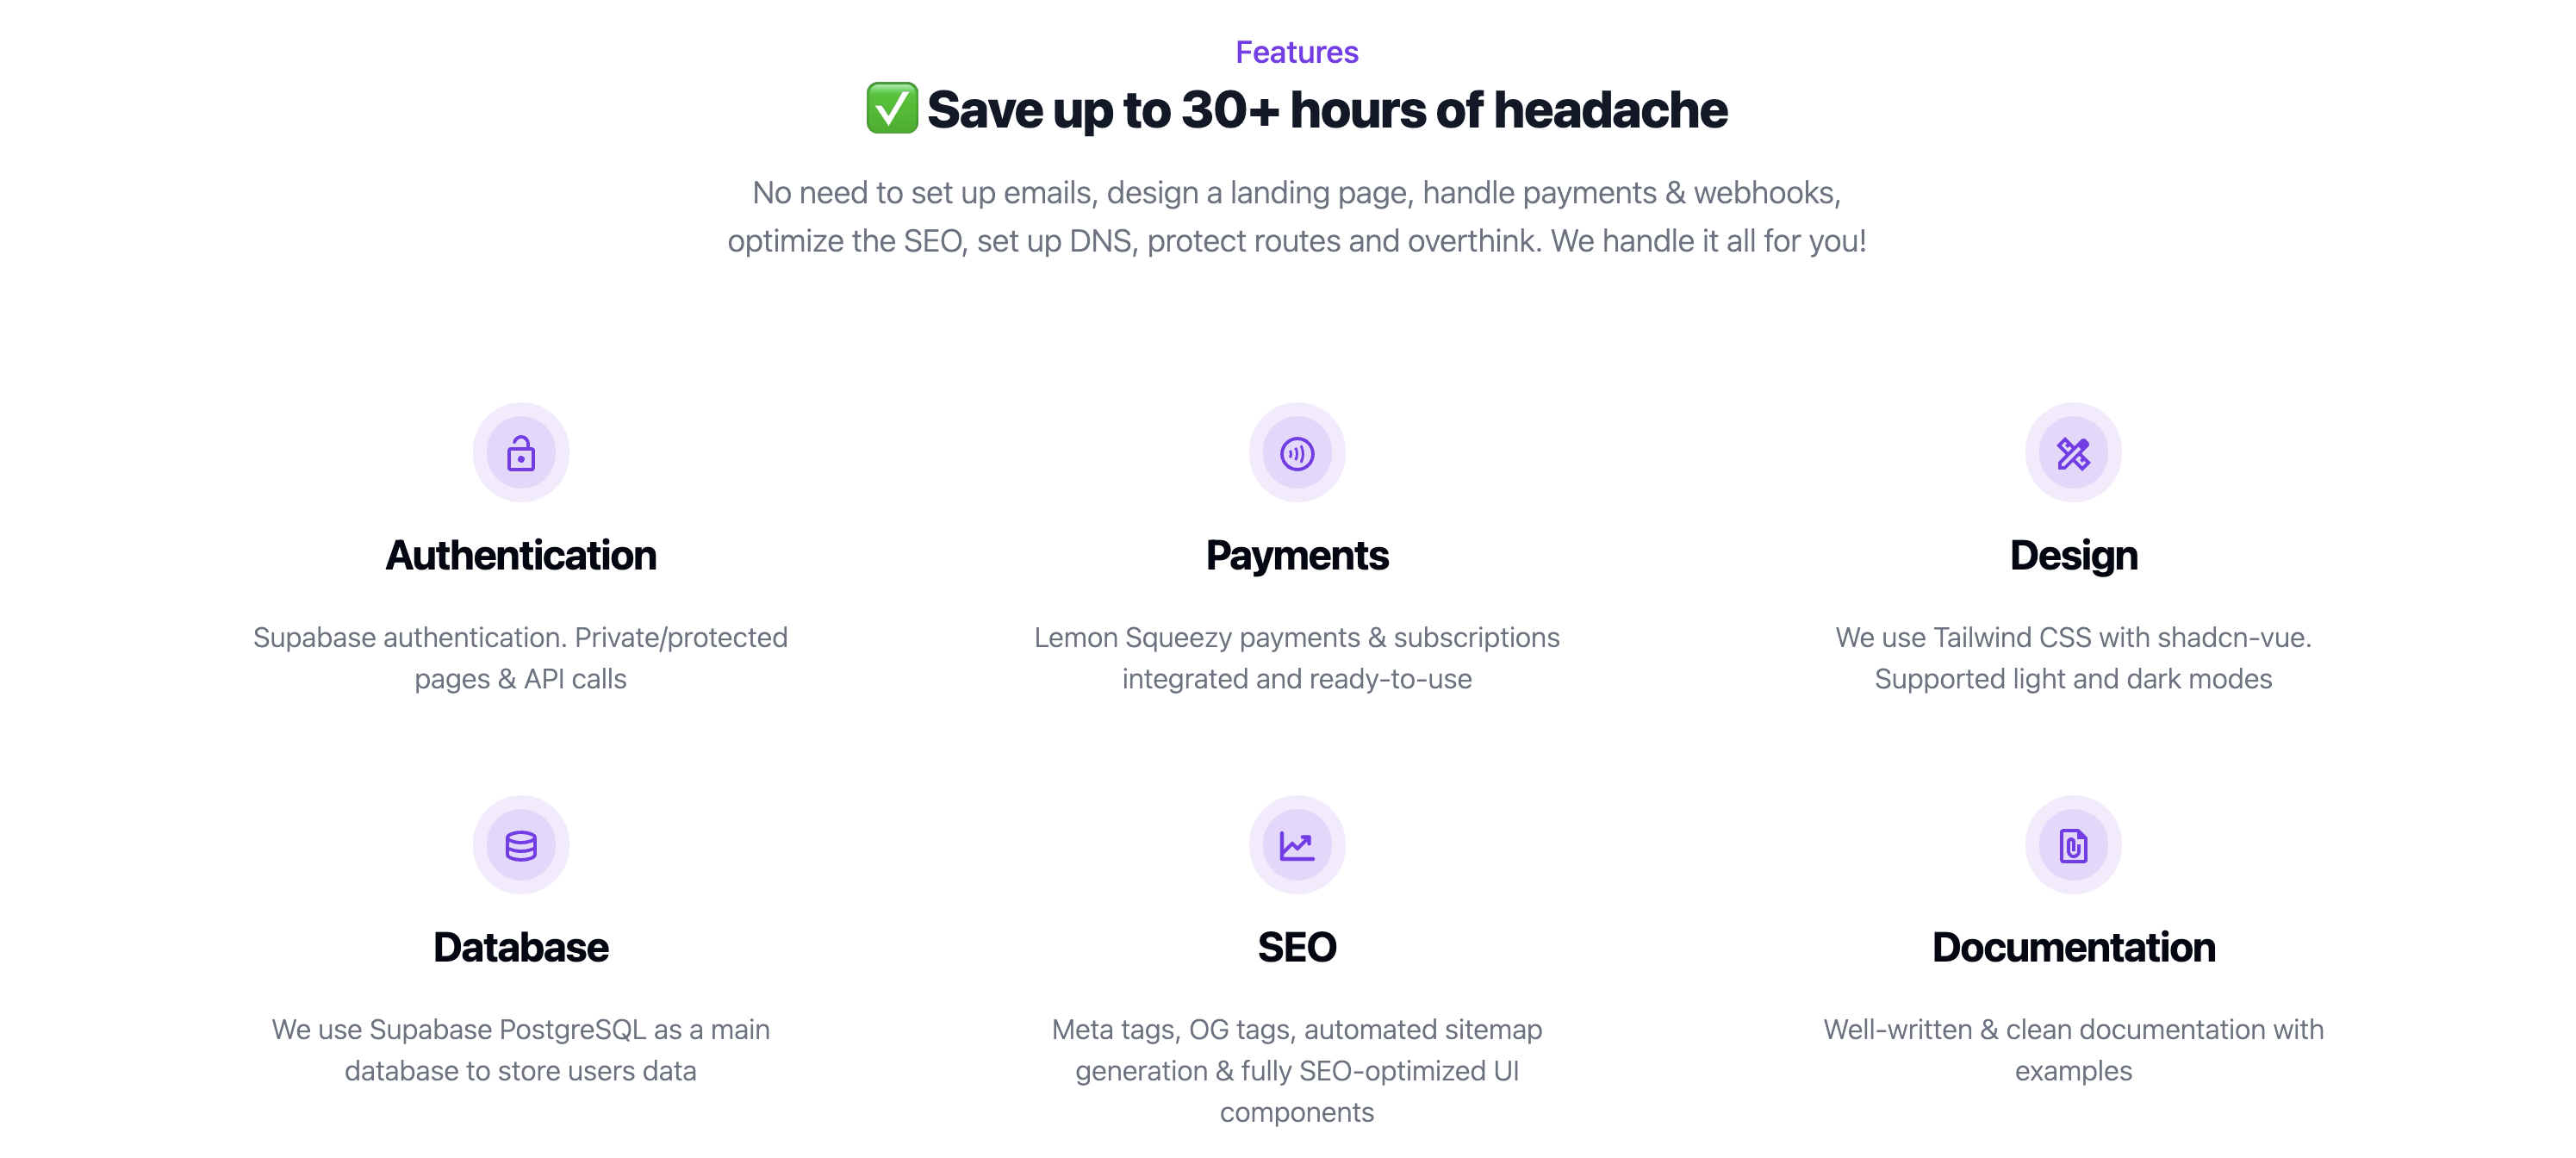 Features
✅ Save up to 30+ hours of headache
No need to set up emails, design a landing page, handle payments & webhooks,
optimize the SEO, set up DNS, protect routes and overthink. We handle it all for you!
Authentication
Supabase authentication. Private/protected
pages & API calls
Payments
Lemon Squeezy payments & subscriptions
integrated and ready-to-use
Design
We use Tailwind CSS with shadcn-vue.
Supported light and dark modes
Database
We use Supabase PostgreSQL as a main
database to store users data
SEO
Meta tags, OG tags, automated sitemap
generation & fully SEO-optimized UI
components
Documentation
Well-written & clean documentation with
examples